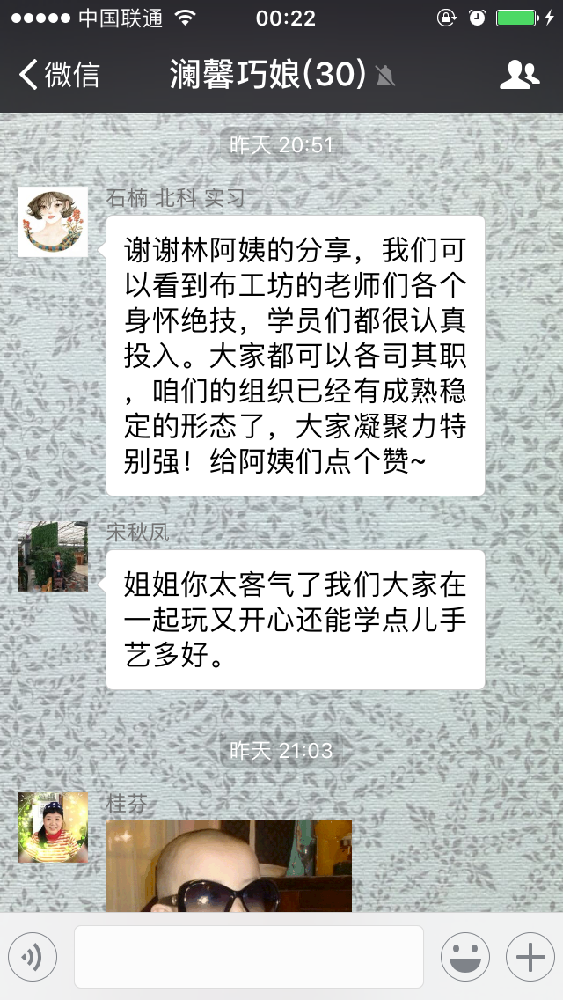 中国联通
00:22
微信
澜馨巧娘(30)
昨天 20:51
石楠 北科 实习
谢谢林阿姨的分享，我们可
以看到布工坊的老师们各个
身怀绝技，学员们都很认真
投入。大家都可以各司其职
，咱们的组织已经有成熟稳
定的形态了，大家凝聚力特
别强！给阿姨们点个赞~
宋秋凤
姐姐你太客气了我们大家在
一起玩又开心还能学点儿手
艺多好。
昨天 21:03
桂芬